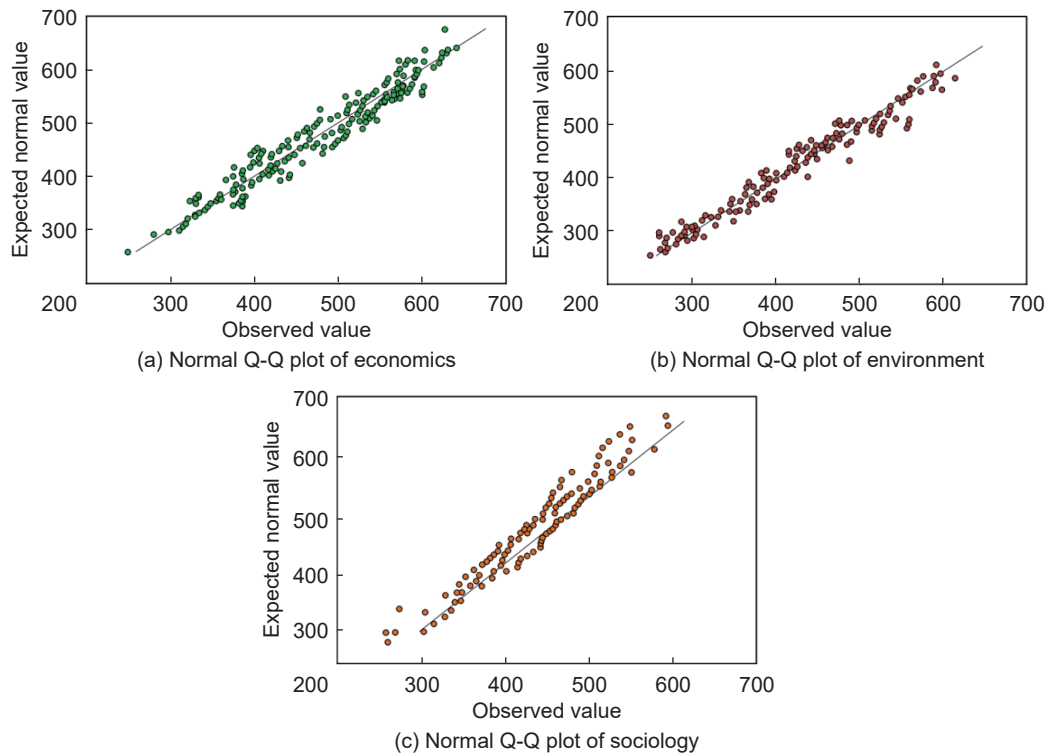 700
600
500
400
300
200
Expected normal value
300 400 500 600 700
Observed value
(a) Normal Q-Q plot of economics
700
600
500
400
300
200
Expected normal value
300 400 500 600 700
Observed value
(b) Normal Q-Q plot of environment
700
600
500
400
300
200
Expected normal value
300 400 500 600 700
Observed value
(c) Normal Q-Q plot of sociology